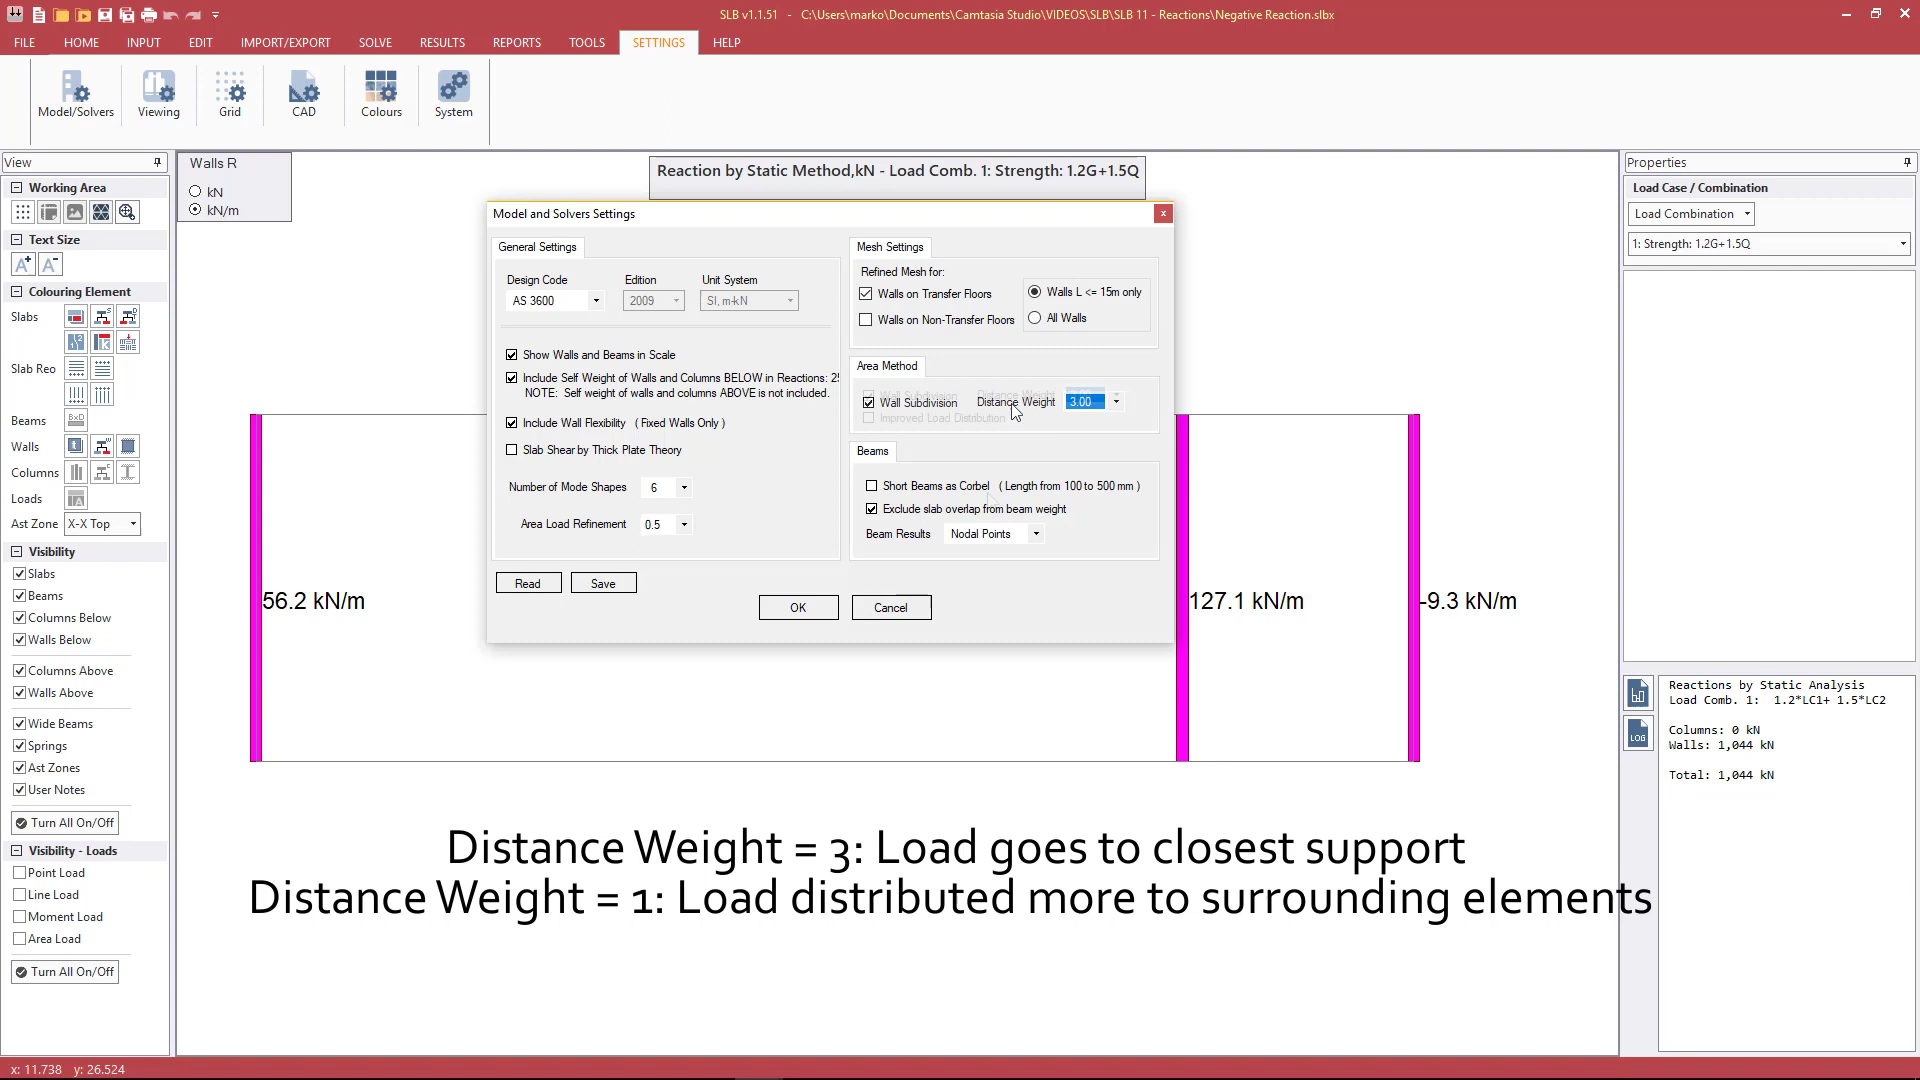 SLB v1.1.51 - C:\Users\marko\Documents\Camtasia Studio\VIDEOS\SLB\SLB 11 - Reactions\Negative Reaction.slbx
FILE HOME INPUT EDIT IMPORT/EXPORT SOLVE RESULTS REPORTS TOOLS SETTINGS HELP
Model/Solvers Viewing Grid CAD Colours System
View
Working Area
Text Size
A+ A-
Colouring Element
Slabs
Slab Reo
Beams
Walls
Columns
Loads
Ast Zone X-X Top
Visibility
Slabs
Beams
Columns Below
Walls Below
Columns Above
Walls Above
Wide Beams
Springs
Ast Zones
User Notes
Turn All On/Off
Visibility - Loads
Point Load
Line Load
Moment Load
Area Load
Turn All On/Off
Walls R
kN
kN/m
Reaction by Static Method,kN - Load Comb. 1: Strength: 1.2G+1.5Q
Model and Solvers Settings
General Settings
Design Code Edition Unit System
AS 3600 2009 SI, m-kN
Show Walls and Beams in Scale
Include Self Weight of Walls and Columns BELOW in Reactions: 25
NOTE: Self weight of walls and columns ABOVE is not included.
Include Wall Flexibility ( Fixed Walls Only )
Slab Shear by Thick Plate Theory
Number of Mode Shapes 6
Area Load Refinement 0.5
Read Save
Mesh Settings
Refined Mesh for:
Walls on Transfer Floors
Walls on Non-Transfer Floors
Walls L <= 15m only
All Walls
Area Method
Wall Subdivision Distance Weight 3.00
Improved Load Distribution
Beams
Short Beams as Corbel ( Length from 100 to 500 mm )
Exclude slab overlap from beam weight
Beam Results Nodal Points
OK Cancel
56.2 kN/m
127.1 kN/m
-9.3 kN/m
Distance Weight = 3: Load goes to closest support
Distance Weight = 1: Load distributed more to surrounding elements
Properties
Load Case / Combination
Load Combination
1: Strength: 1.2G+1.5Q
LOG
Reactions by Static Analysis
Load Comb. 1: 1.2*LC1+ 1.5*LC2
Columns: 0 kN
Walls: 1,044 kN
Total: 1,044 kN
x: 11.738 y: 26.524